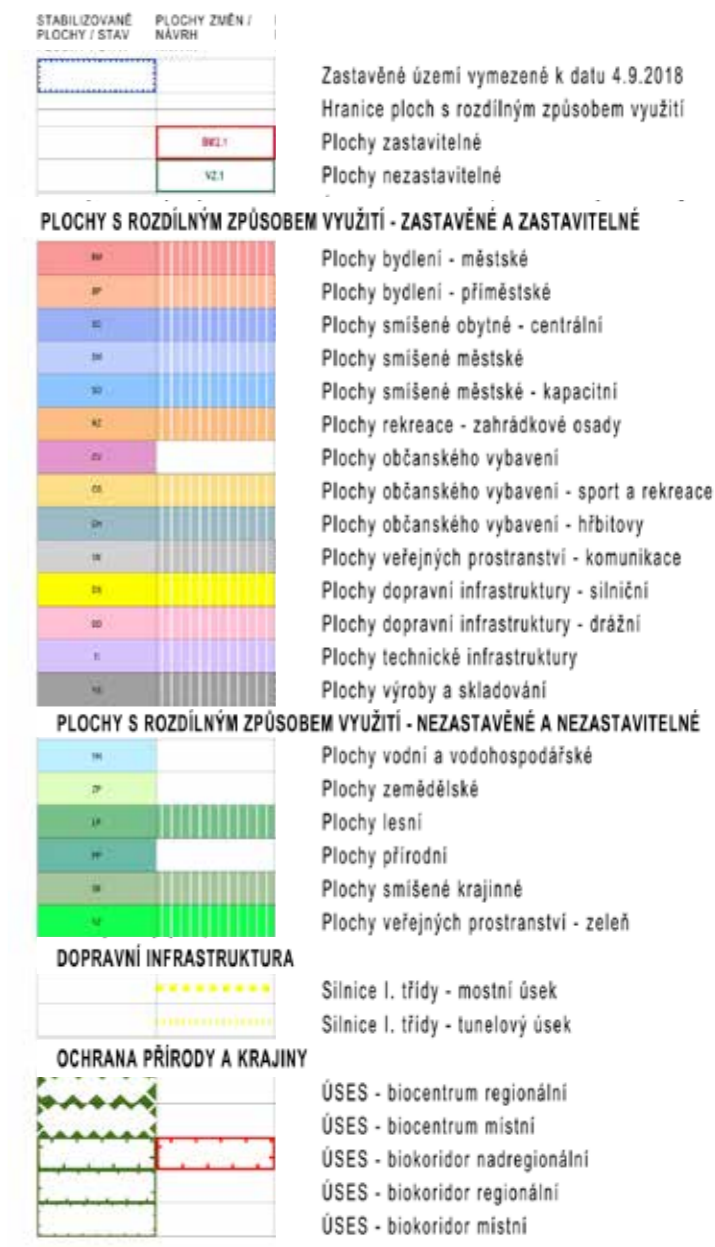 STABILIZOVANÉ PLOCHY ZMĚN /
PLOCHY / STAV NÁVRH
Zastavěné území vymezené k datu 4.9.2018
Hranice ploch s rozdílným způsobem využití
Plochy zastavitelné
VZ.1 Plochy nezastavitelné
PLOCHY S ROZDÍLNÝM ZPŮSOBEM VYUŽITÍ - ZASTAVĚNÉ A ZASTAVITELNÉ
Plochy bydlení - městské
Plochy bydlení - příměstské
Plochy smíšené obytné - centrální
Plochy smíšené městské
Plochy smíšené městské - kapacitní
Plochy rekreace - zahrádkové osady
Plochy občanského vybavení
Plochy občanského vybavení - sport a rekreace
Plochy občanského vybavení - hřbitovy
Plochy veřejných prostranství - komunikace
Plochy dopravní infrastruktury - silniční
Plochy dopravní infrastruktury - drážní
Plochy technické infrastruktury
Plochy výroby a skladování
PLOCHY S ROZDÍLNÝM ZPŮSOBEM VYUŽITÍ - NEZASTAVĚNÉ A NEZASTAVITELNÉ
Plochy vodní a vodohospodářské
Plochy zemědělské
Plochy lesní
Plochy přírodní
Plochy smíšené krajinné
Plochy veřejných prostranství - zeleň
DOPRAVNÍ INFRASTRUKTURA
Silnice I. třídy - mostní úsek
Silnice I. třídy - tunelový úsek
OCHRANA PŘÍRODY A KRAJINY
ÚSES - biocentrum regionální
ÚSES - biocentrum místní
ÚSES - biokoridor nadregionální
ÚSES - biokoridor regionální
ÚSES - biokoridor místní